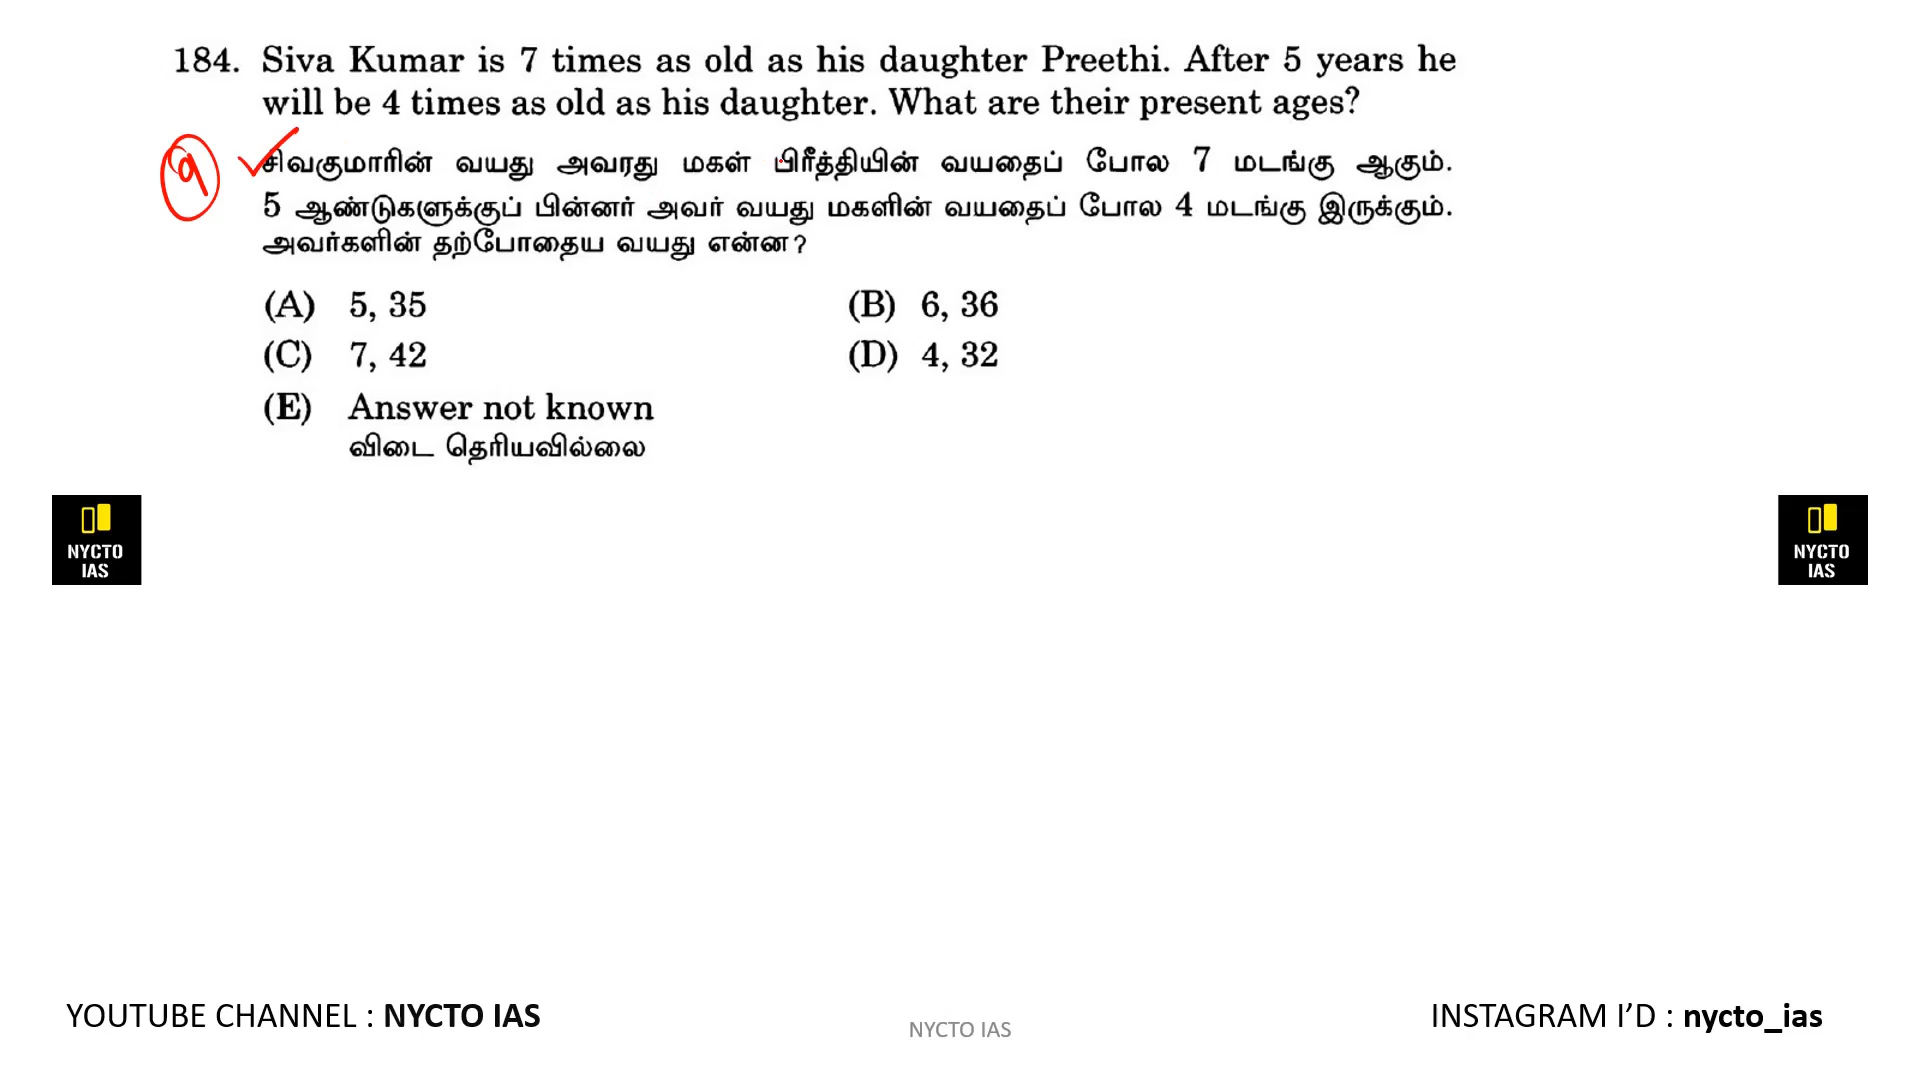 184. Siva Kumar is 7 times as old as his daughter Preethi. After 5 years he
will be 4 times as old as his daughter. What are their present ages?
9
சிவகுமாரின் வயது அவரது மகள் பிரீத்தியின் வயதைப் போல 7 மடங்கு ஆகும்.
5 ஆண்டுகளுக்குப் பின்னர் அவர் வயது மகளின் வயதைப் போல 4 மடங்கு இருக்கும்.
அவர்களின் தற்போதைய வயது என்ன?
(A) 5, 35 (B) 6, 36
(C) 7, 42 (D) 4, 32
(E) Answer not known
விடை தெரியவில்லை
NYCTO
IAS
NYCTO
IAS
YOUTUBE CHANNEL : NYCTO IAS
NYCTO IAS
INSTAGRAM I’D : nycto_ias